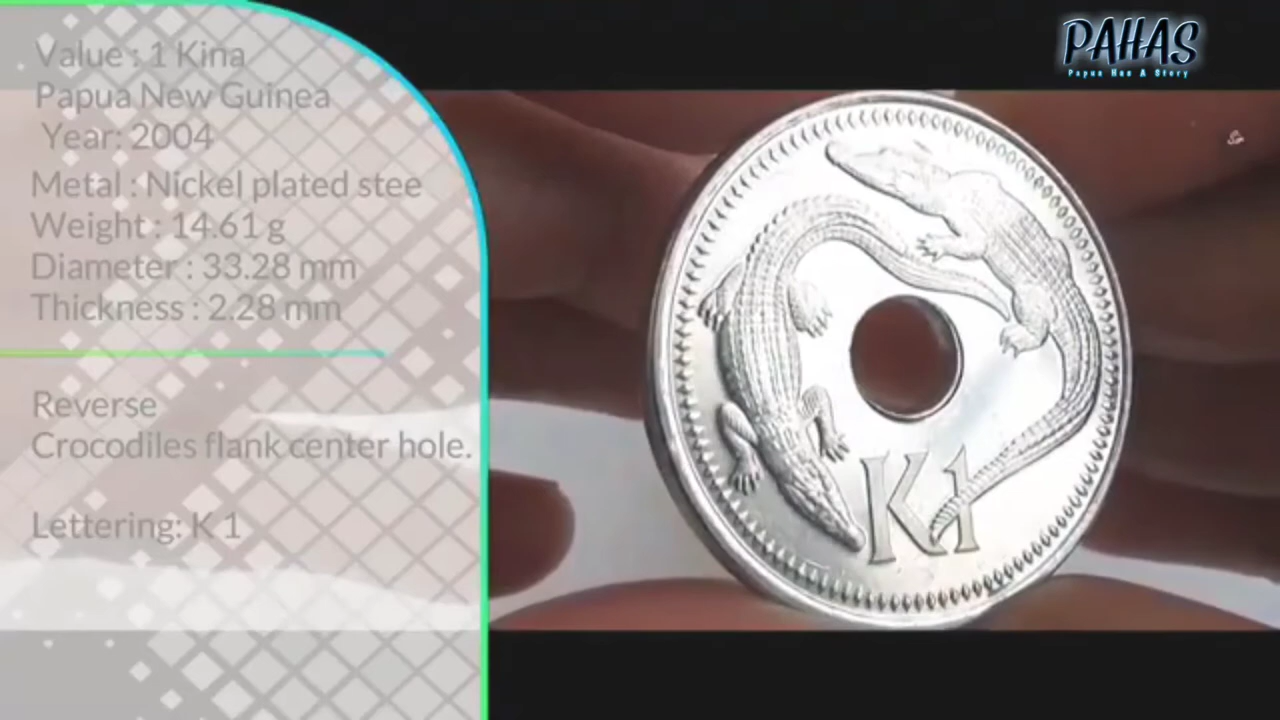 Value : 1 Kina
Papua New Guinea
Year: 2004
Metal : Nickel plated stee
Weight : 14.61 g
Diameter : 33.28 mm
Thickness : 2.28 mm
Reverse
Crocodiles flank center hole.
Lettering: K 1
PAHAS
Papua Has A Story
K1